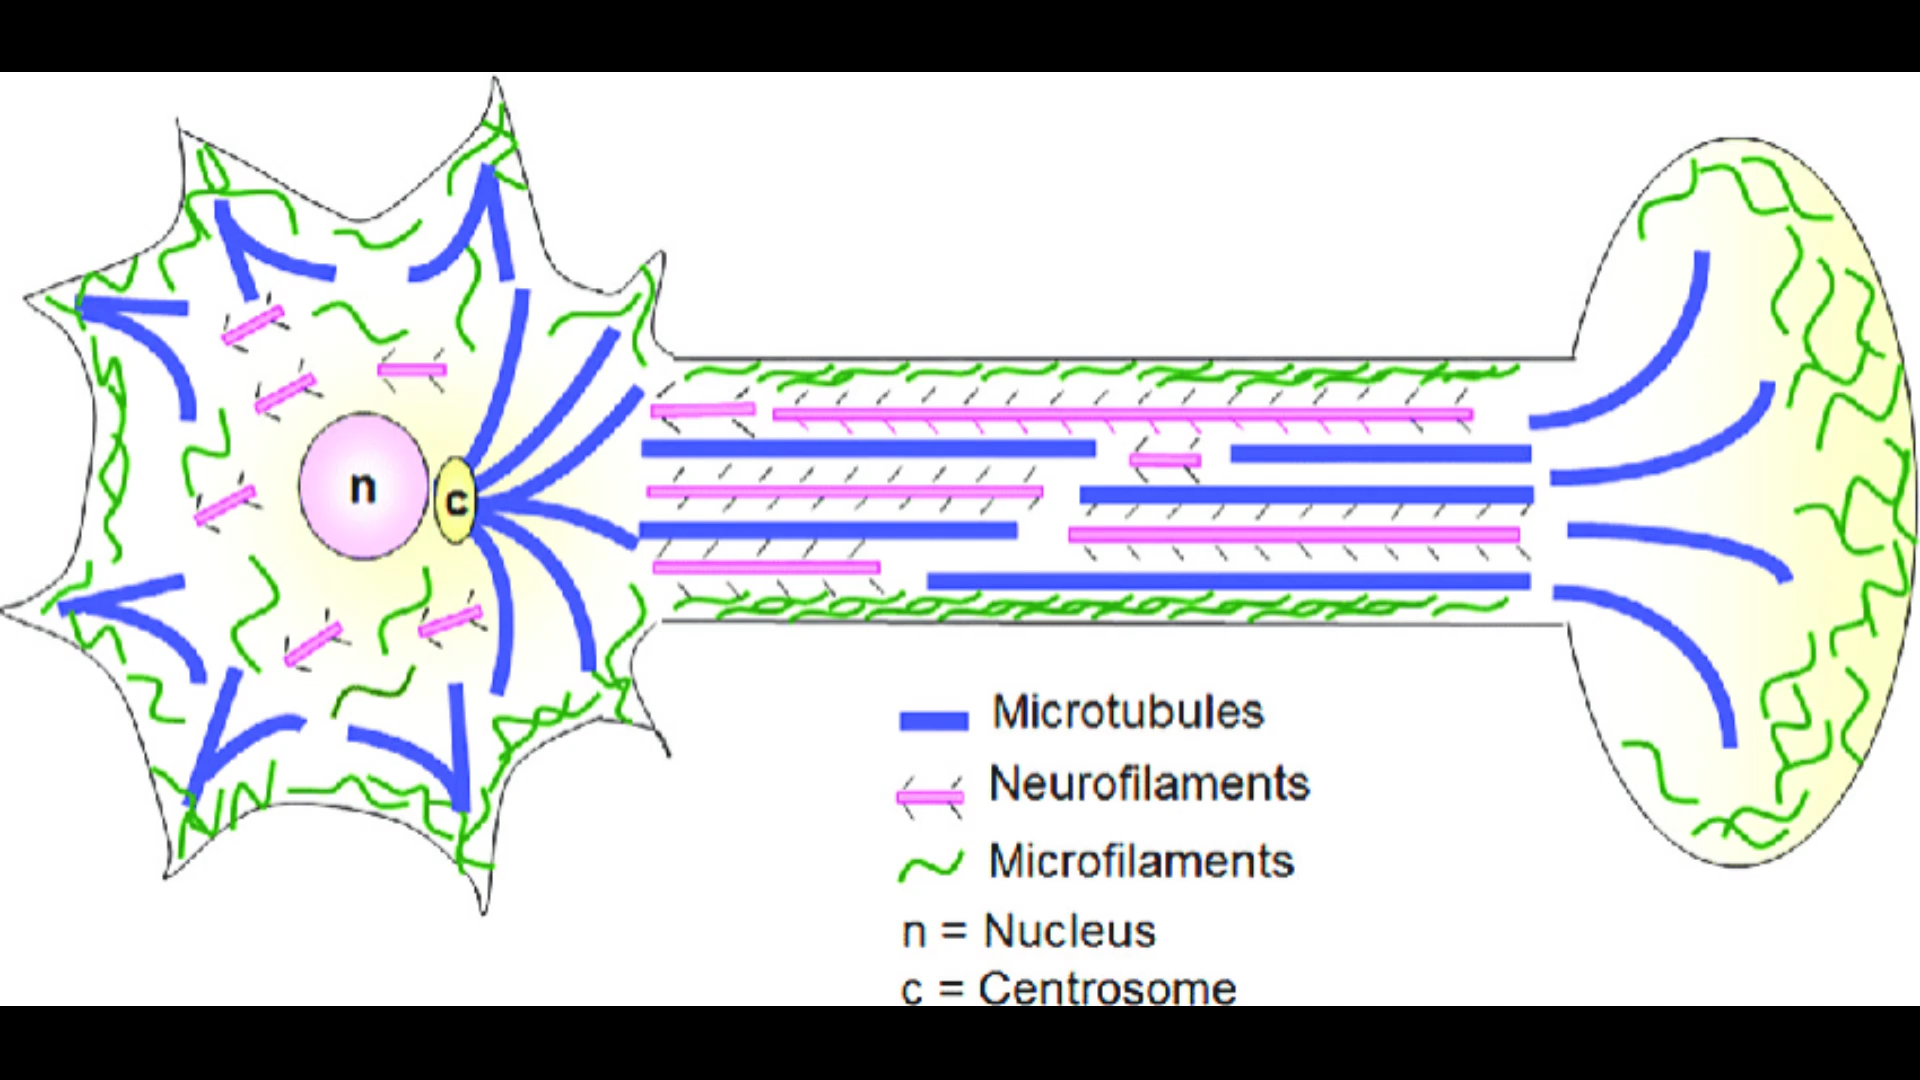 n
c
Microtubules
Neurofilaments
Microfilaments
n = Nucleus
c = Centrosome